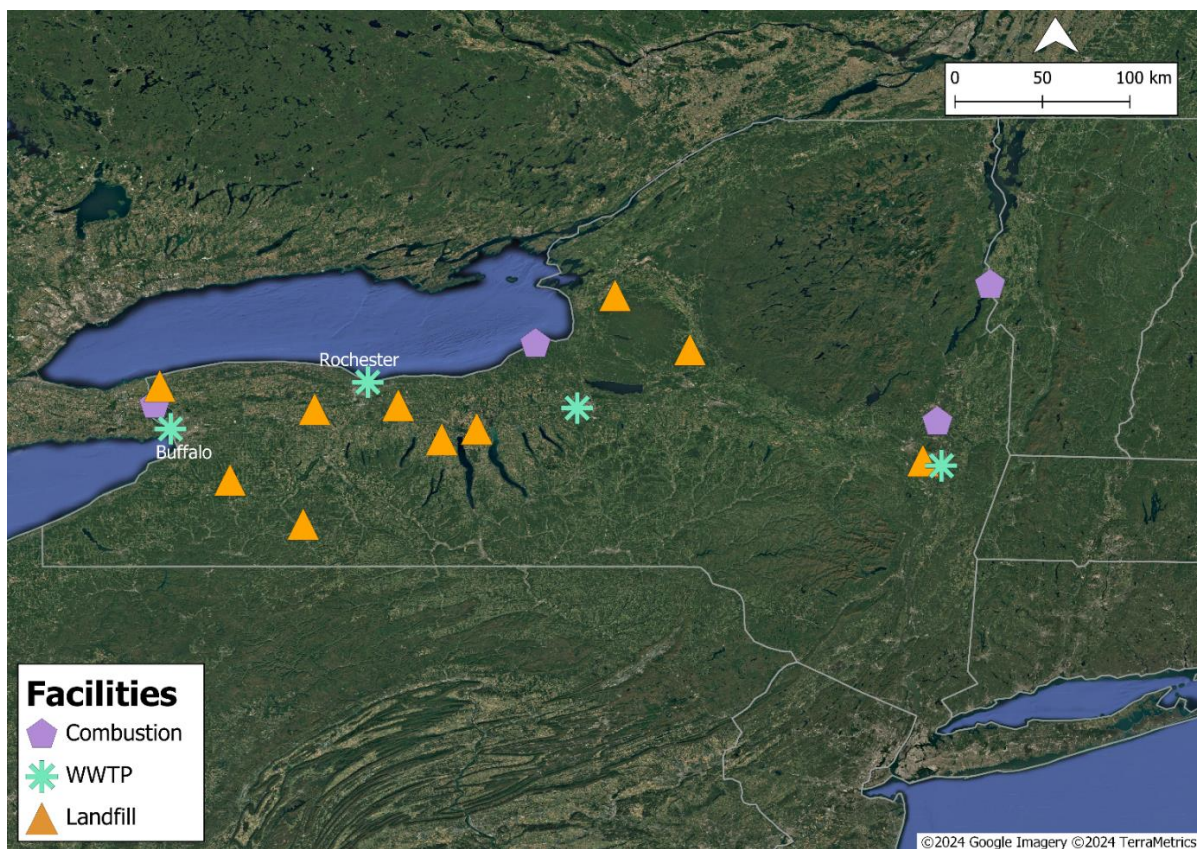 0 50 100 km
Rochester
Buffalo
Facilities
Combustion
WWTP
Landfill
©2024 Google Imagery ©2024 TerraMetrics